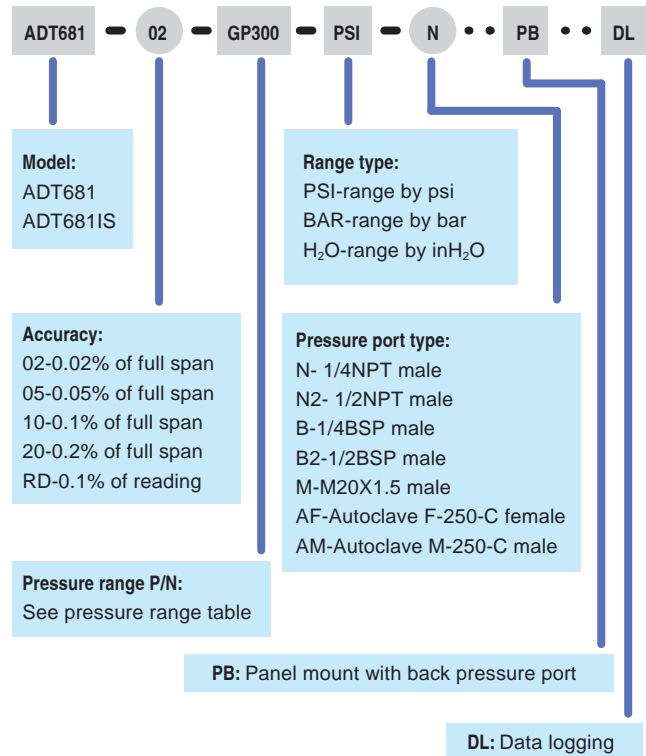 ADT681 02 GP300 PSI N PB DL
Model:
ADT681
ADT681IS
Range type:
PSI-range by psi
BAR-range by bar
H₂O-range by inH₂O
Accuracy:
02-0.02% of full span
05-0.05% of full span
10-0.1% of full span
20-0.2% of full span
RD-0.1% of reading
Pressure port type:
N- 1/4NPT male
N2- 1/2NPT male
B-1/4BSP male
B2-1/2BSP male
M-M20X1.5 male
AF-Autoclave F-250-C female
AM-Autoclave M-250-C male
Pressure range P/N:
See pressure range table
PB: Panel mount with back pressure port
DL: Data logging